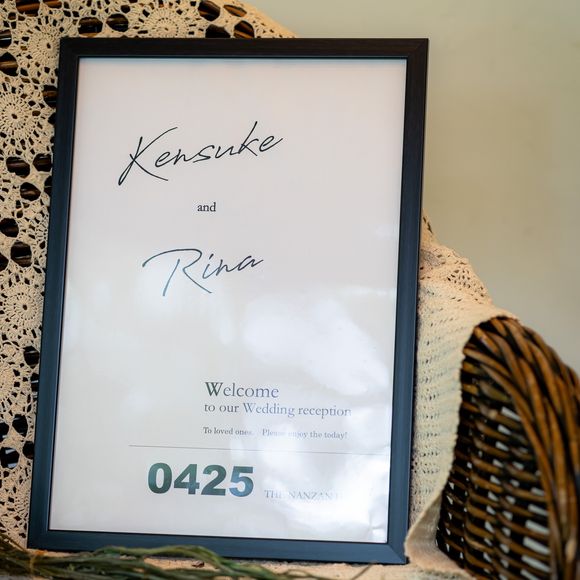 Kensuke
and
Rina
Welcome
to our Wedding reception
To loved ones. Please enjoy the today!
0425 THE NANZAN